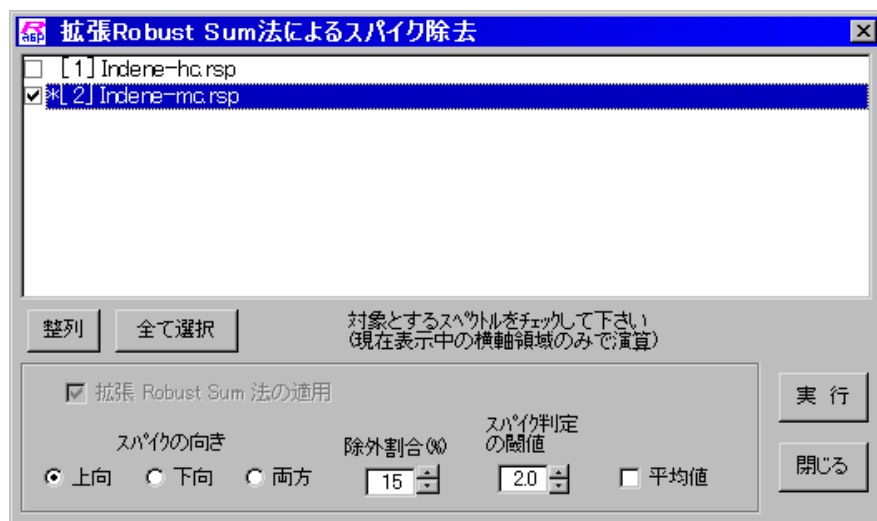 拡張Robust Sum法によるスパイク除去
[ 1] Indene-hc.rsp
*[ 2] Indene-mc.rsp
整列 全て選択
対象とするスペクトルをチェックして下さい
(現在表示中の横軸領域のみで演算)
拡張 Robust Sum 法の適用
実 行
スパイクの向き
除外割合(%)
スパイク判定
の閾値
上向 下向 両方 15 2.0 平均値
閉じる